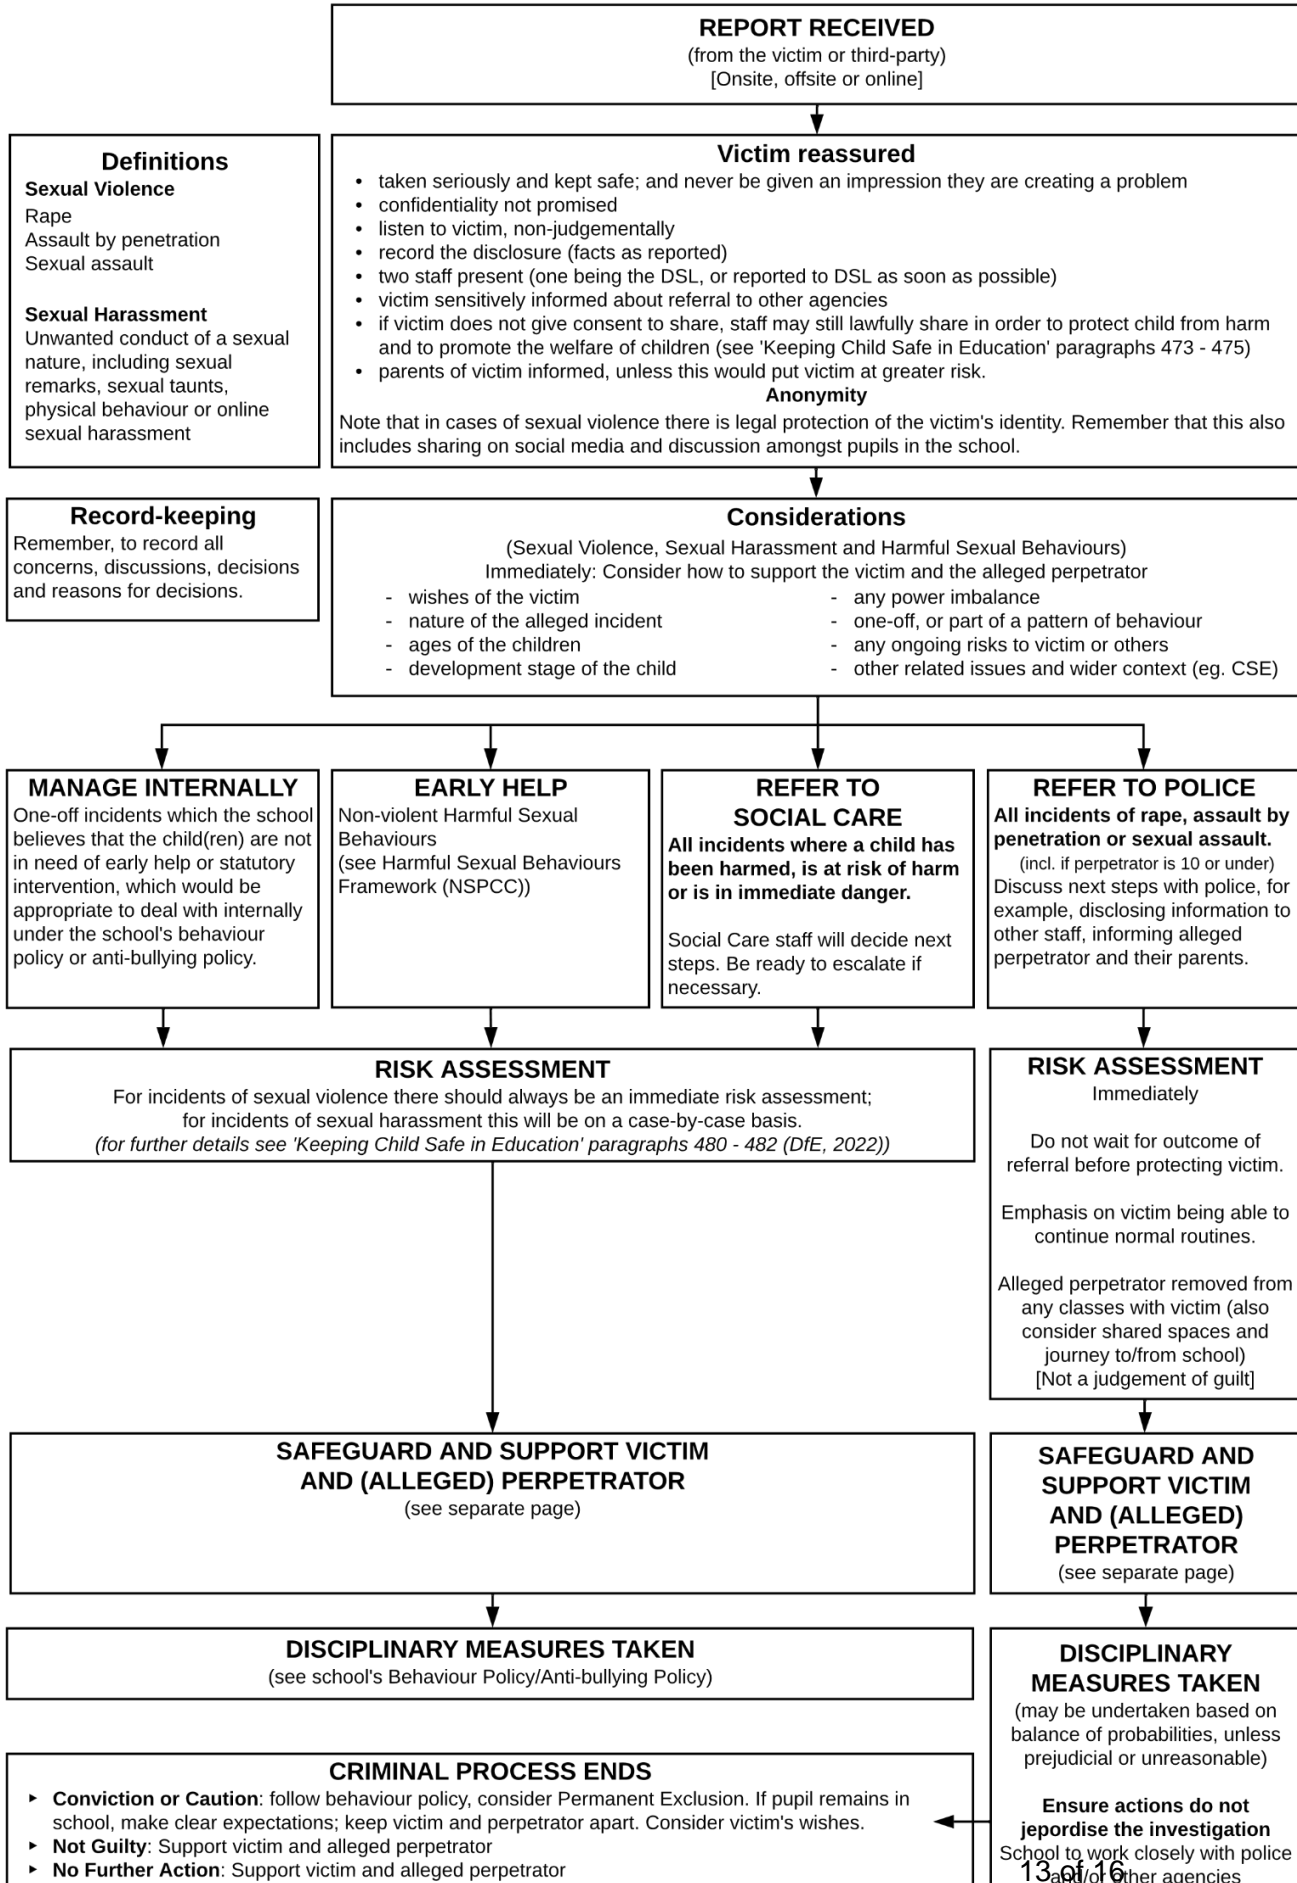 REPORT RECEIVED
(from the victim or third-party)
[Onsite, offsite or online]
Definitions
Sexual Violence
Rape
Assault by penetration
Sexual assault
Sexual Harassment
Unwanted conduct of a sexual
nature, including sexual
remarks, sexual taunts,
physical behaviour or online
sexual harassment
Victim reassured
• taken seriously and kept safe; and never be given an impression they are creating a problem
• confidentiality not promised
• listen to victim, non-judgementally
• record the disclosure (facts as reported)
• two staff present (one being the DSL, or reported to DSL as soon as possible)
• victim sensitively informed about referral to other agencies
• if victim does not give consent to share, staff may still lawfully share in order to protect child from harm
and to promote the welfare of children (see 'Keeping Child Safe in Education' paragraphs 473 - 475)
• parents of victim informed, unless this would put victim at greater risk.
Anonymity
Note that in cases of sexual violence there is legal protection of the victim's identity. Remember that this also
includes sharing on social media and discussion amongst pupils in the school.
Record-keeping
Remember, to record all
concerns, discussions, decisions
and reasons for decisions.
Considerations
(Sexual Violence, Sexual Harassment and Harmful Sexual Behaviours)
Immediately: Consider how to support the victim and the alleged perpetrator
- wishes of the victim
- nature of the alleged incident
- ages of the children
- development stage of the child
- any power imbalance
- one-off, or part of a pattern of behaviour
- any ongoing risks to victim or others
- other related issues and wider context (eg. CSE)
MANAGE INTERNALLY
One-off incidents which the school
believes that the child(ren) are not
in need of early help or statutory
intervention, which would be
appropriate to deal with internally
under the school's behaviour
policy or anti-bullying policy.
EARLY HELP
Non-violent Harmful Sexual
Behaviours
(see Harmful Sexual Behaviours
Framework (NSPCC))
REFER TO
SOCIAL CARE
All incidents where a child has
been harmed, is at risk of harm
or is in immediate danger.
Social Care staff will decide next
steps. Be ready to escalate if
necessary.
REFER TO POLICE
All incidents of rape, assault by
penetration or sexual assault.
(incl. if perpetrator is 10 or under)
Discuss next steps with police, for
example, disclosing information to
other staff, informing alleged
perpetrator and their parents.
RISK ASSESSMENT
For incidents of sexual violence there should always be an immediate risk assessment;
for incidents of sexual harassment this will be on a case-by-case basis.
(for further details see 'Keeping Child Safe in Education' paragraphs 480 - 482 (DfE, 2022))
RISK ASSESSMENT
Immediately
Do not wait for outcome of
referral before protecting victim.
Emphasis on victim being able to
continue normal routines.
Alleged perpetrator removed from
any classes with victim (also
consider shared spaces and
journey to/from school)
[Not a judgement of guilt]
SAFEGUARD AND SUPPORT VICTIM
AND (ALLEGED) PERPETRATOR
(see separate page)
SAFEGUARD AND
SUPPORT VICTIM
AND (ALLEGED)
PERPETRATOR
(see separate page)
DISCIPLINARY MEASURES TAKEN
(see school's Behaviour Policy/Anti-bullying Policy)
DISCIPLINARY
MEASURES TAKEN
(may be undertaken based on
balance of probabilities, unless
prejudicial or unreasonable)
Ensure actions do not
jepordise the investigation
School to work closely with police
and/or other agencies
CRIMINAL PROCESS ENDS
‣ Conviction or Caution: follow behaviour policy, consider Permanent Exclusion. If pupil remains in
school, make clear expectations; keep victim and perpetrator apart. Consider victim's wishes.
‣ Not Guilty: Support victim and alleged perpetrator
‣ No Further Action: Support victim and alleged perpetrator
13 of 16